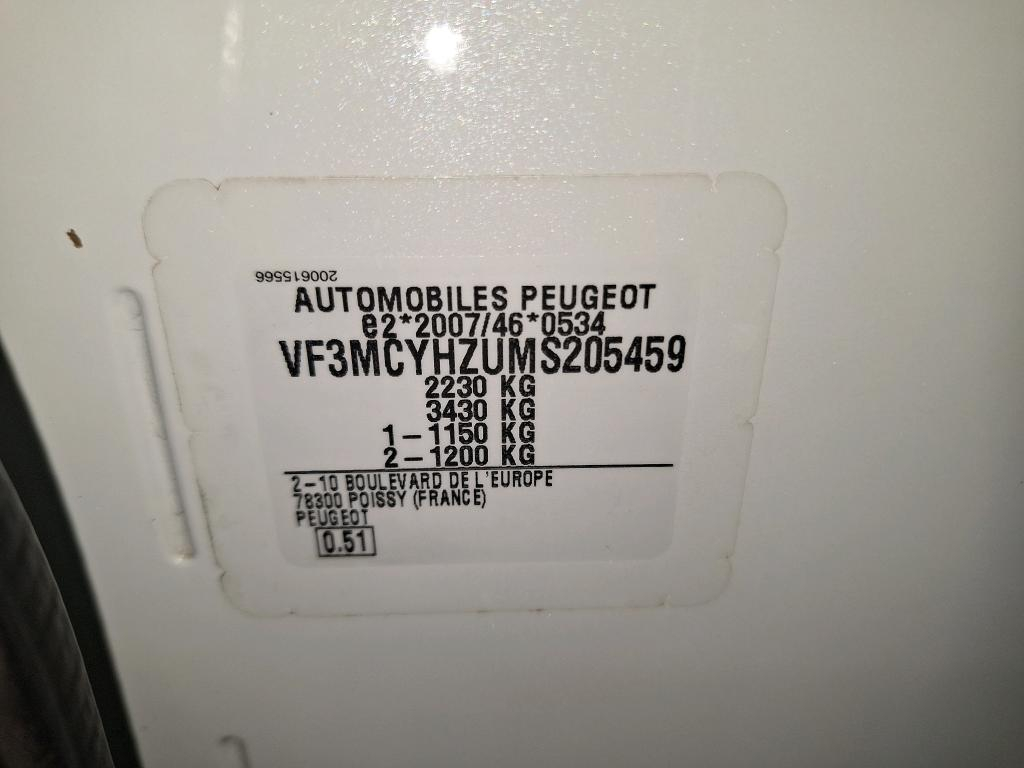 200615566
AUTOMOBILES PEUGEOT
e2*2007/46*0534
VF3MCYHZUMS205459
2230 KG
3430 KG
1-1150 KG
2-1200 KG
2-10 BOULEVARD DE L'EUROPE
78300 POISSY (FRANCE)
PEUGEOT
0.51